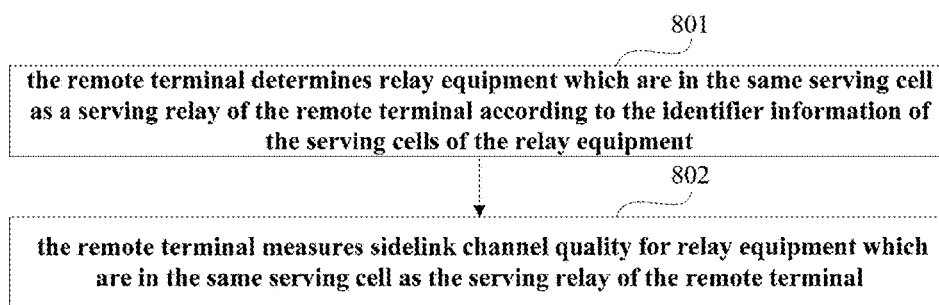 801
the remote terminal determines relay equipment which are in the same serving cell
as a serving relay of the remote terminal according to the identifier information of
the serving cells of the relay equipment
802
the remote terminal measures sidelink channel quality for relay equipment which
are in the same serving cell as the serving relay of the remote terminal